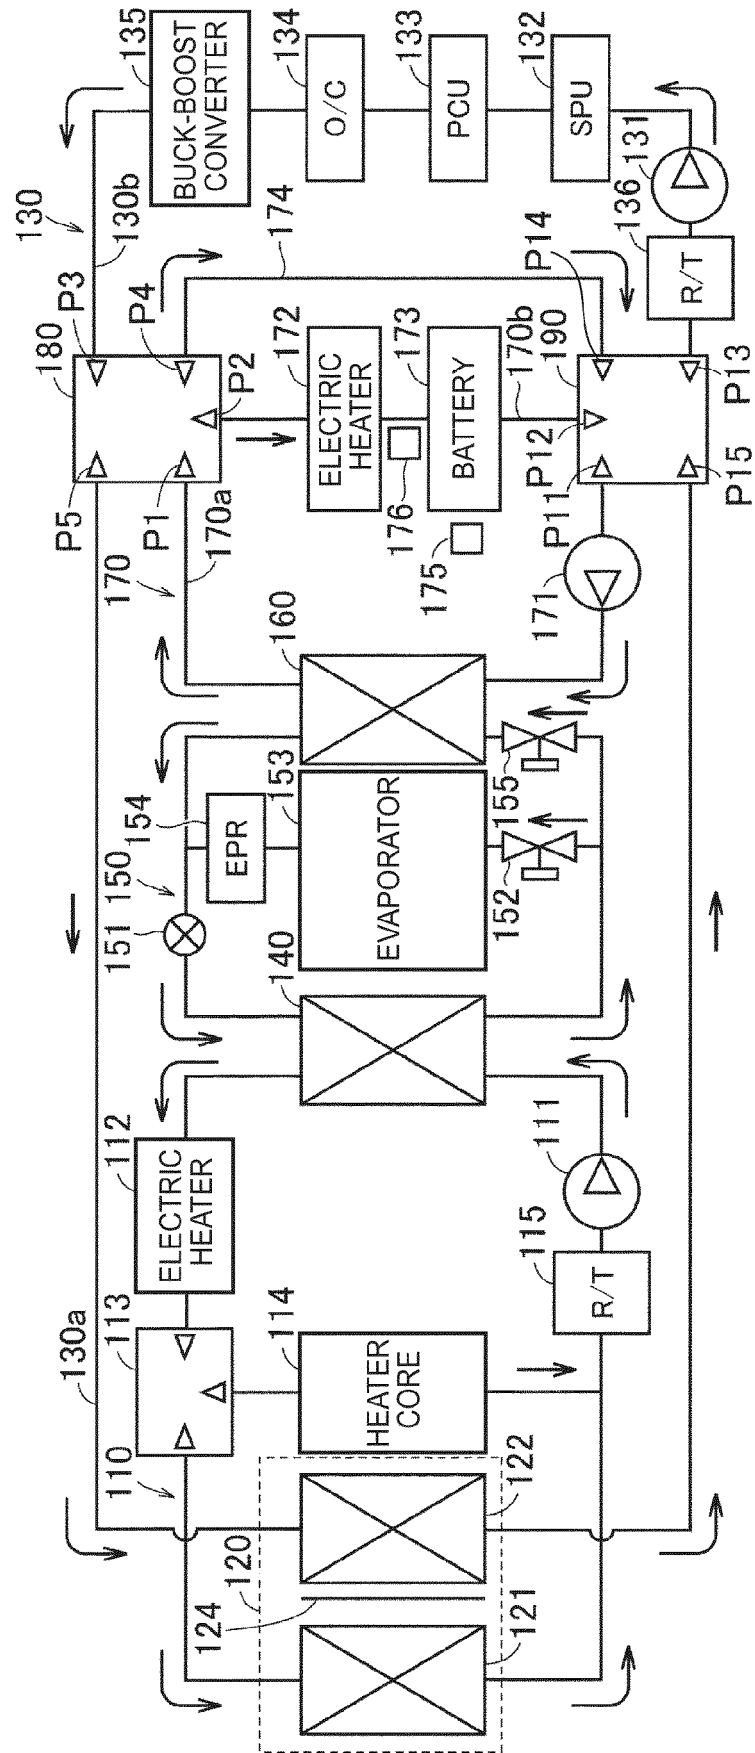 130
130a
P5
180
P3
130b
135
110
113
112
151
150
154
170
P1
P4
ELECTRIC
HEATER
EPR
170a
P2
BUCK-BOOST
CONVERTER
120
124
114
140
153
160
172
174
134
HEATER
CORE
EVAPORATOR
ELECTRIC
HEATER
O/C
176
173
133
175
BATTERY
PCU
121
122
115
111
152
155
171
P11
P12
170b
190
P14
132
R/T
SPU
136
131
R/T
P15
P13